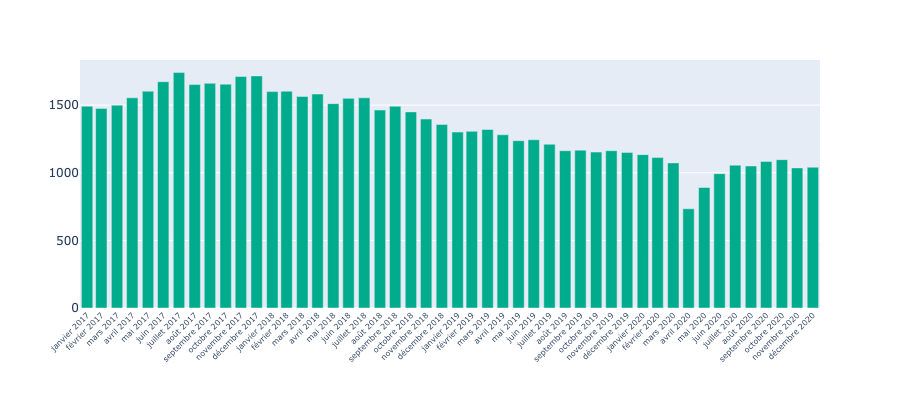 1500
1000
500
0
janvier 2017
février 2017
mars 2017
avril 2017
mai 2017
juin 2017
juillet 2017
août 2017
septembre 2017
octobre 2017
novembre 2017
décembre 2017
janvier 2018
février 2018
mars 2018
avril 2018
mai 2018
juin 2018
juillet 2018
août 2018
septembre 2018
octobre 2018
novembre 2018
décembre 2018
janvier 2019
février 2019
mars 2019
avril 2019
mai 2019
juin 2019
juillet 2019
août 2019
septembre 2019
octobre 2019
novembre 2019
décembre 2019
janvier 2020
février 2020
mars 2020
avril 2020
mai 2020
juin 2020
juillet 2020
août 2020
septembre 2020
octobre 2020
novembre 2020
décembre 2020